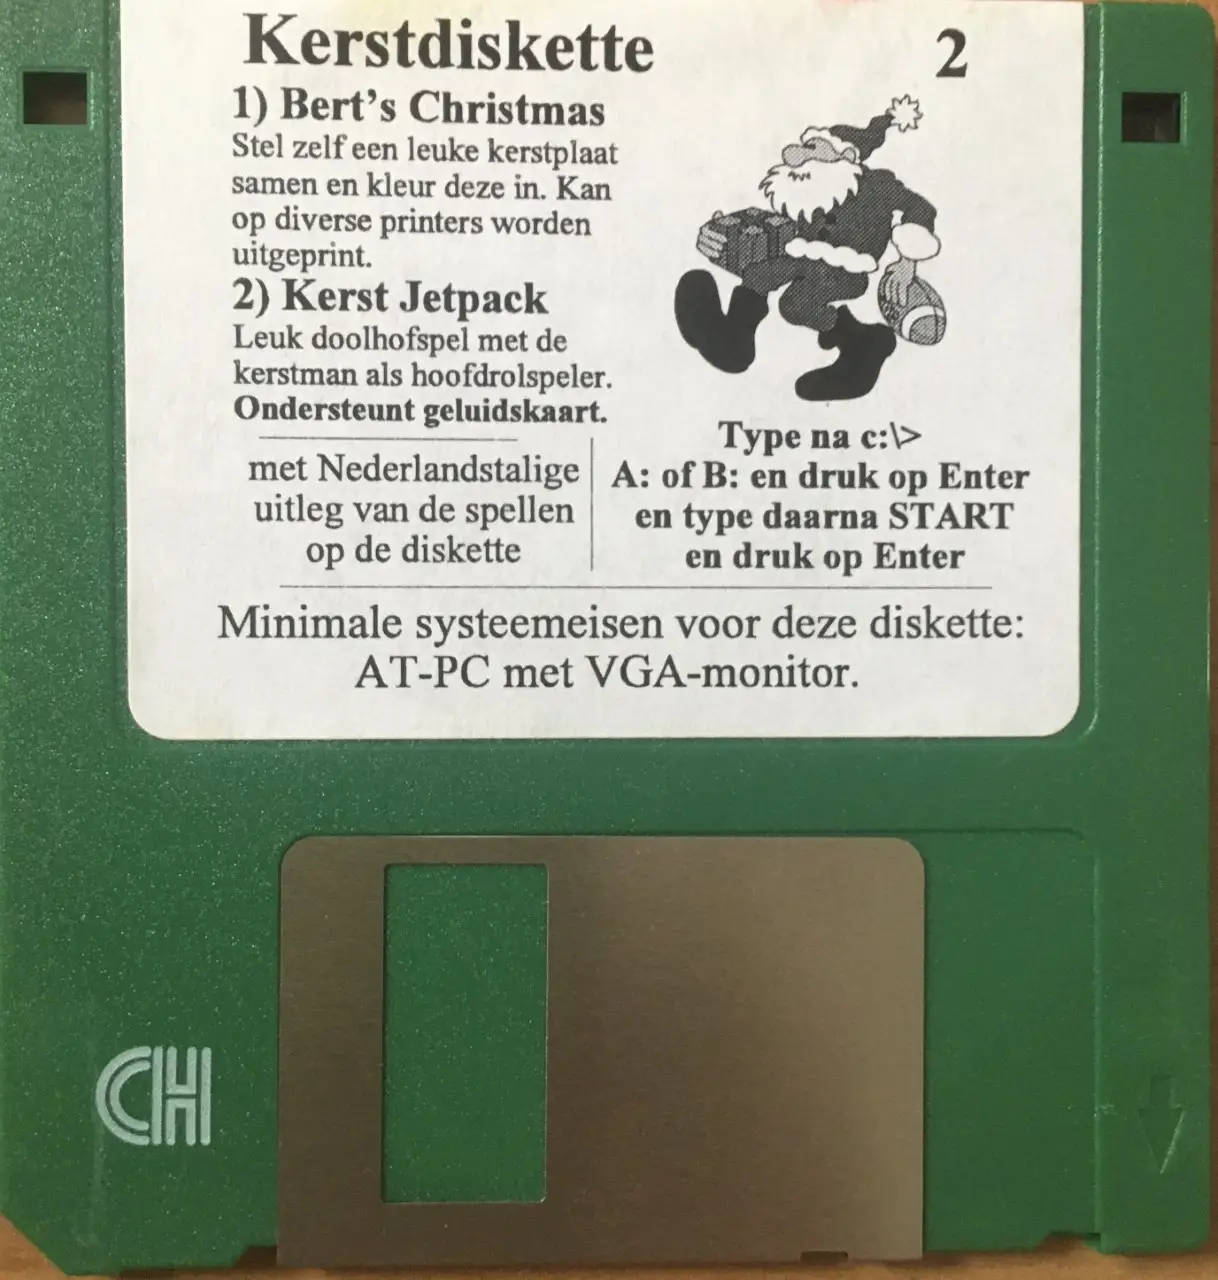 Kerstdiskette 2
1) Bert's Christmas
Stel zelf een leuke kerstplaat
samen en kleur deze in. Kan
op diverse printers worden
uitgeprint.
2) Kerst Jetpack
Leuk doolhofspel met de
kerstman als hoofdrolspeler.
Ondersteunt geluidskaart.
met Nederlandstalige
uitleg van de spellen
op de diskette
Type na c:\>
A: of B: en druk op Enter
en type daarna START
en druk op Enter
Minimale systeemeisen voor deze diskette:
AT-PC met VGA-monitor.
CH